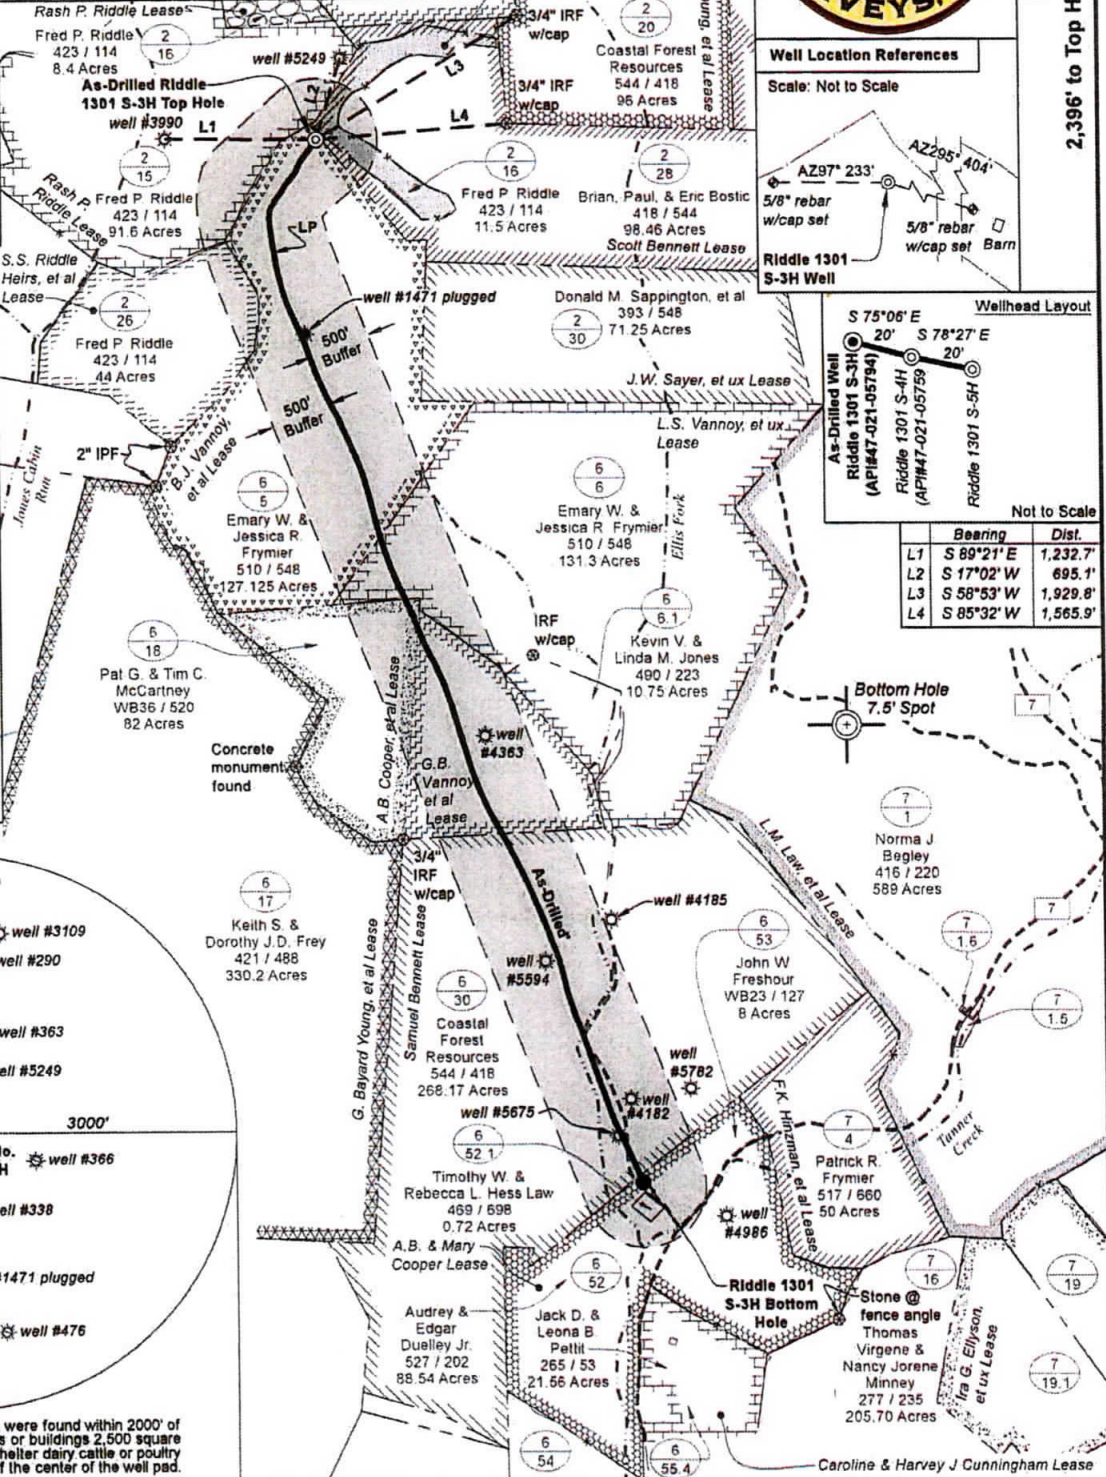 Rash P. Riddle Lease
Fred P. Riddle
423 / 114
8.4 Acres
2
16
well #5249
As-Drilled Riddle
1301 S-3H Top Hole
well #3990
L1
L2
L3
L4
3/4" IRF
w/cap
2
20
Coastal Forest
Resources
544 / 418
96 Acres
3/4" IRF
w/cap
ung, et al Lease
VEYS
2,396' to Top H
Well Location References
Scale: Not to Scale
AZ97° 233'
AZ295° 404'
5/8" rebar
w/cap set
5/8" rebar
w/cap set
Barn
Riddle 1301
S-3H Well
2
15
Fred P. Riddle
423 / 114
91.6 Acres
Rash P.
Riddle Lease
2
16
Fred P. Riddle
423 / 114
11.5 Acres
2
28
Brian, Paul, & Eric Bostic
418 / 544
98.46 Acres
Scott Bennett Lease
LP
S.S. Riddle
Heirs, et al
Lease
2
26
Fred P. Riddle
423 / 114
44 Acres
well #1471 plugged
500'
Buffer
500'
Buffer
Donald M. Sappington, et al
393 / 548
71.25 Acres
2
30
J.W. Sayer, et ux Lease
Wellhead Layout
S 75°06' E
20'
S 78°27' E
20'
As-Drilled Well
Riddle 1301 S-3H
(API#47-021-05794)
Riddle 1301 S-4H
(API#47-021-05759
Riddle 1301 S-5H
Not to Scale
Bearing Dist.
L1 S 89°21' E 1,232.7'
L2 S 17°02' W 695.1'
L3 S 58°53' W 1,929.8'
L4 S 85°32' W 1,565.9'
2" IPF
Jones Cabin
Run
B.J. Vannoy,
et al Lease
L.S. Vannoy, et ux
Lease
6
5
Emary W. &
Jessica R.
Frymier
510 / 548
127.125 Acres
6
6
Emary W. &
Jessica R. Frymier
510 / 548
131.3 Acres
Ellis Fork
6
6.1
Kevin V. &
Linda M. Jones
490 / 223
10.75 Acres
IRF
w/cap
6
18
Pat G. & Tim C.
McCartney
WB36 / 520
82 Acres
Bottom Hole
7.5' Spot
7
Concrete
monument
found
A.B. Cooper, et al Lease
well
#4363
G.B.
Vannoy
et al
Lease
7
1
Norma J.
Begley
416 / 220
589 Acres
L.M. Law, et al Lease
3/4"
IRF
w/cap
As-Drilled
well #4185
7
7
1.6
7
1.5
6
17
Keith S. &
Dorothy J.D. Frey
421 / 488
330.2 Acres
well #3109
well #290
well #363
ell #5249
3000'
G. Bayard Young, et al Lease
Samuel Bennett Lease
well
#5594
6
30
Coastal
Forest
Resources
544 / 418
268.17 Acres
6
53
John W
Freshour
WB23 / 127
8 Acres
well
#5782
well
#4182
well #5675
F.K. Hinzman, et al Lease
Tanner
Creek
7
4
Patrick R.
Frymier
517 / 660
50 Acres
lo.
H
well #366
ell #338
1471 plugged
well #476
6
52.1
Timothy W. &
Rebecca L. Hess Law
469 / 698
0.72 Acres
A.B. & Mary
Cooper Lease
well
#4986
6
52
Riddle 1301
S-3H Bottom
Hole
7
16
Stone @
fence angle
Thomas
Virgene &
Nancy Jorene
Minney
277 / 235
205.70 Acres
7
19
Audrey &
Edgar
Duelley Jr.
527 / 202
88.54 Acres
Jack D. &
Leona B.
Pettit
265 / 53
21.56 Acres
Ira G. Ellyson,
et ux Lease
7
19.1
were found within 2000' of
s or buildings 2,500 square
helter dairy cattle or poultry
f the center of the well pad.
6
54
6
55.4
Caroline & Harvey J Cunningham Lease